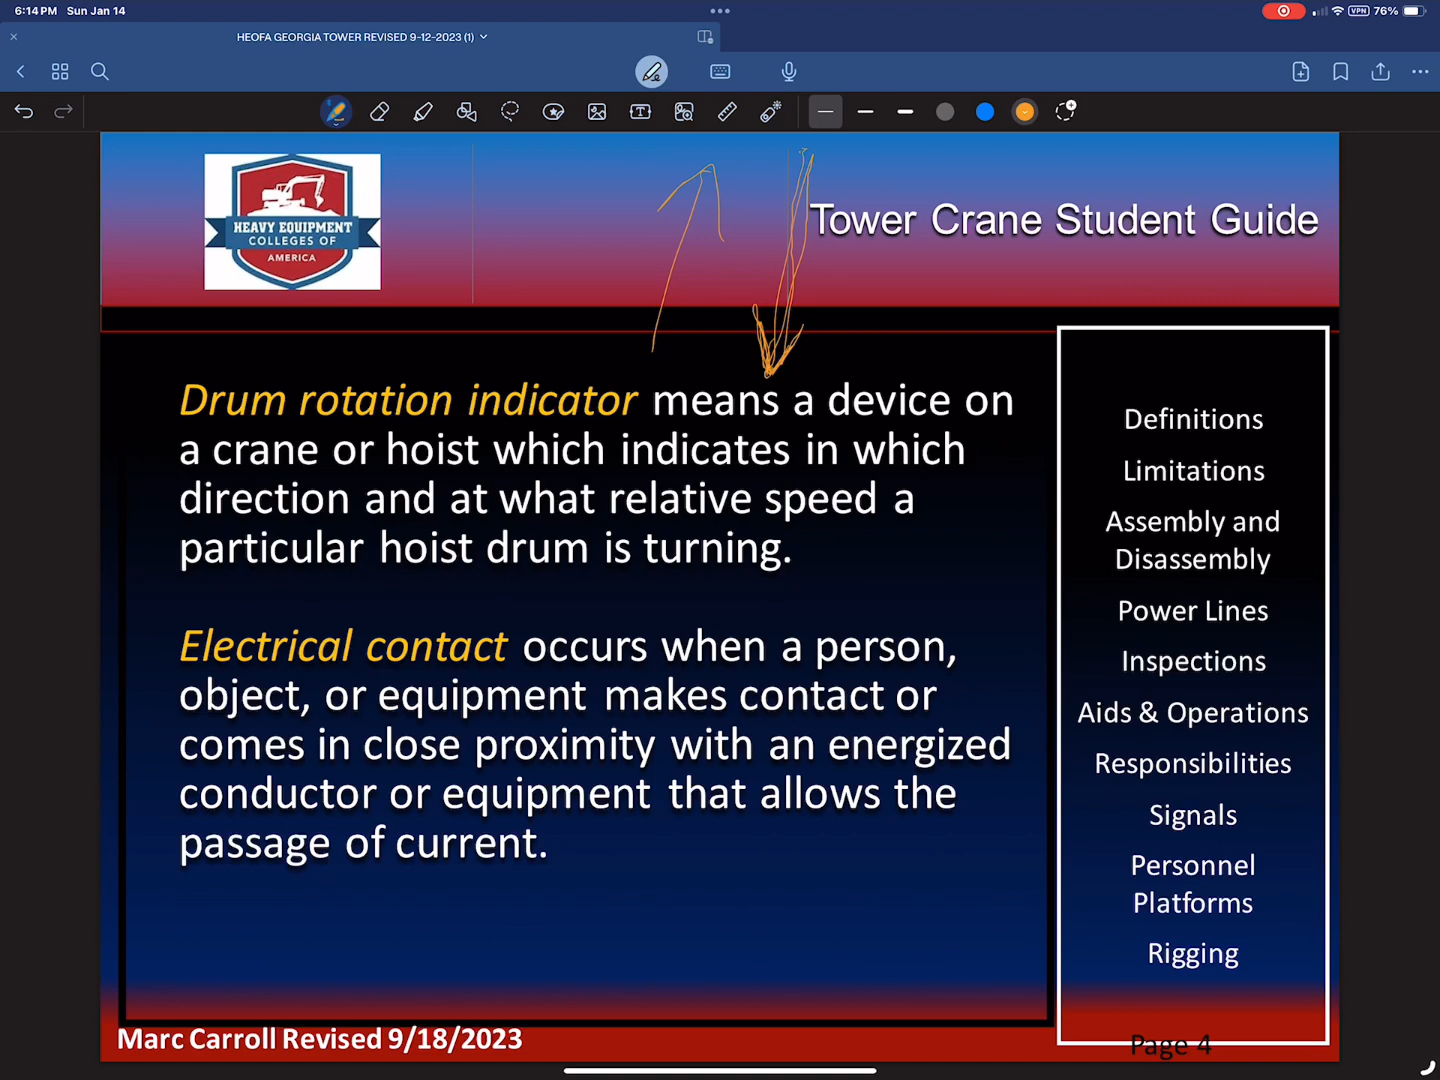 6:14 PM Sun Jan 14
VPN 76%
HEOFA GEORGIA TOWER REVISED 9-12-2023 (1)
HEAVY EQUIPMENT
COLLEGES OF
AMERICA
Tower Crane Student Guide
Drum rotation indicator means a device on
a crane or hoist which indicates in which
direction and at what relative speed a
particular hoist drum is turning.
Electrical contact occurs when a person,
object, or equipment makes contact or
comes in close proximity with an energized
conductor or equipment that allows the
passage of current.
Definitions
Limitations
Assembly and
Disassembly
Power Lines
Inspections
Aids & Operations
Responsibilities
Signals
Personnel
Platforms
Rigging
Marc Carroll Revised 9/18/2023
Page 4